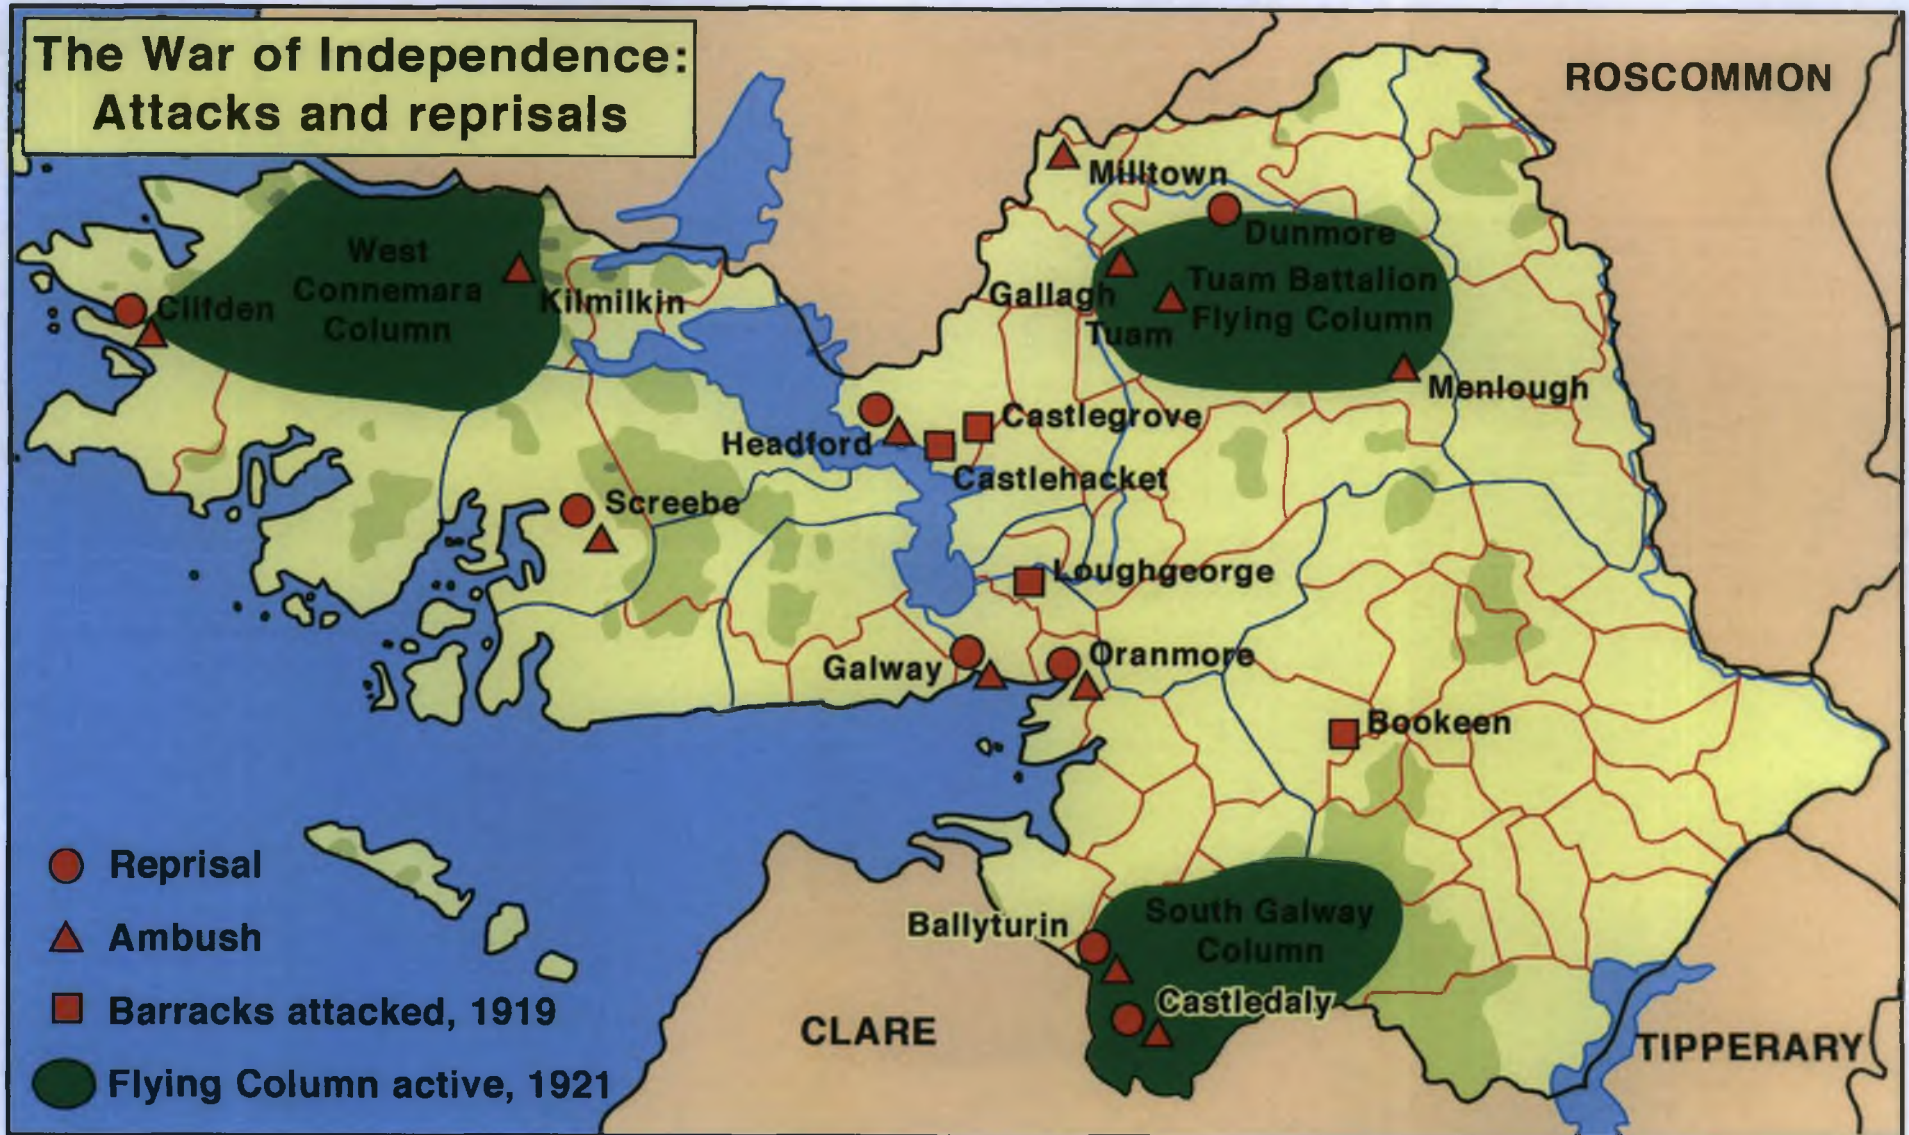 The War of Independence:
Attacks and reprisals
ROSCOMMON
Milltown
Dunmore
West
Connemara
Column
Kilmilkin
Clifden
Gallagh
Tuam Battalion
Flying Column
Tuam
Menlough
Castlegrove
Headford
Castlehacket
Screebe
Loughgeorge
Galway
Oranmore
Bookeen
Reprisal
Ambush
Barracks attacked, 1919
Flying Column active, 1921
Ballyturin
South Galway
Column
Castledaly
CLARE
TIPPERARY